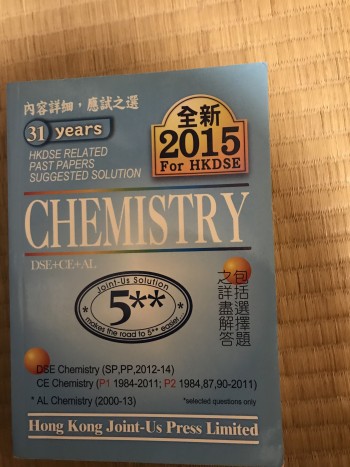 內容詳細，應試之選
31 years
HKDSE RELATED
PAST PAPERS
SUGGESTED SOLUTION
全新
2015
For HKDSE
CHEMISTRY
DSE+CE+AL
Joint-Us Solution
5**
* makes the road to 5** easier *
包括選擇題
之詳盡解答
DSE Chemistry (SP,PP,2012-14)
CE Chemistry (P1 1984-2011; P2 1984,87,90-2011)
* AL Chemistry (2000-13)
*selected questions only
Hong Kong Joint-Us Press Limited